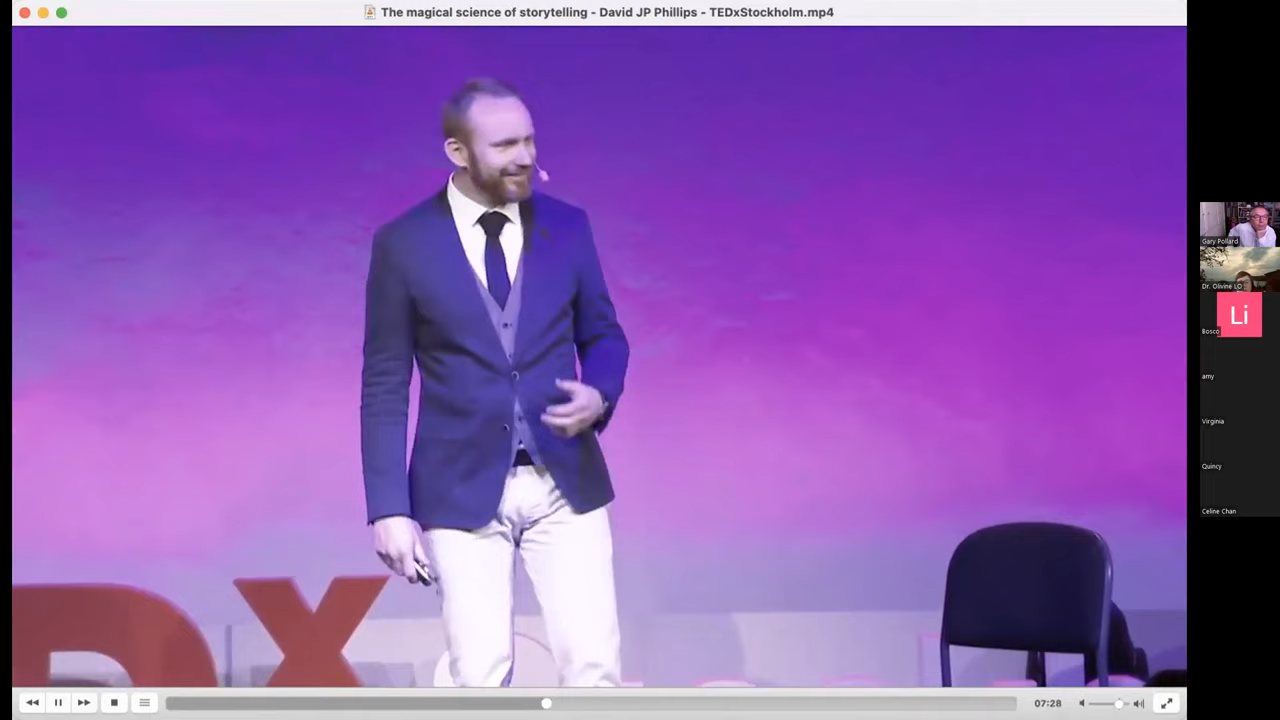 The magical science of storytelling - David JP Phillips - TEDxStockholm.mp4
Gary Pollard
Dr. Olivine LO
Li
Bosco
amy
Virginia
Quincy
Celine Chan
DX
07:28